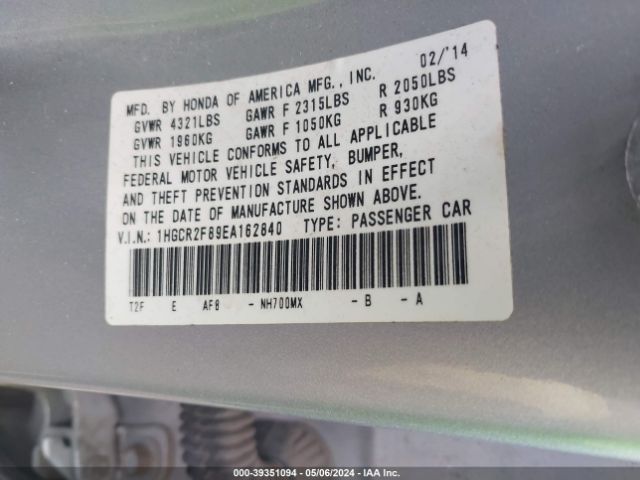 02/'14
MFD. BY HONDA OF AMERICA MFG., INC.
GVWR 4321LBS GAWR F 2315LBS R 2050LBS
GVWR 1960KG GAWR F 1050KG R 930KG
THIS VEHICLE CONFORMS TO ALL APPLICABLE
FEDERAL MOTOR VEHICLE SAFETY, BUMPER,
AND THEFT PREVENTION STANDARDS IN EFFECT
ON THE DATE OF MANUFACTURE SHOWN ABOVE.
V.I.N.: 1HGCR2F89EA162840 TYPE: PASSENGER CAR
T2F E AF8 - NH700MX - B - A
000-39351094 - 05/06/2024 - IAA Inc.